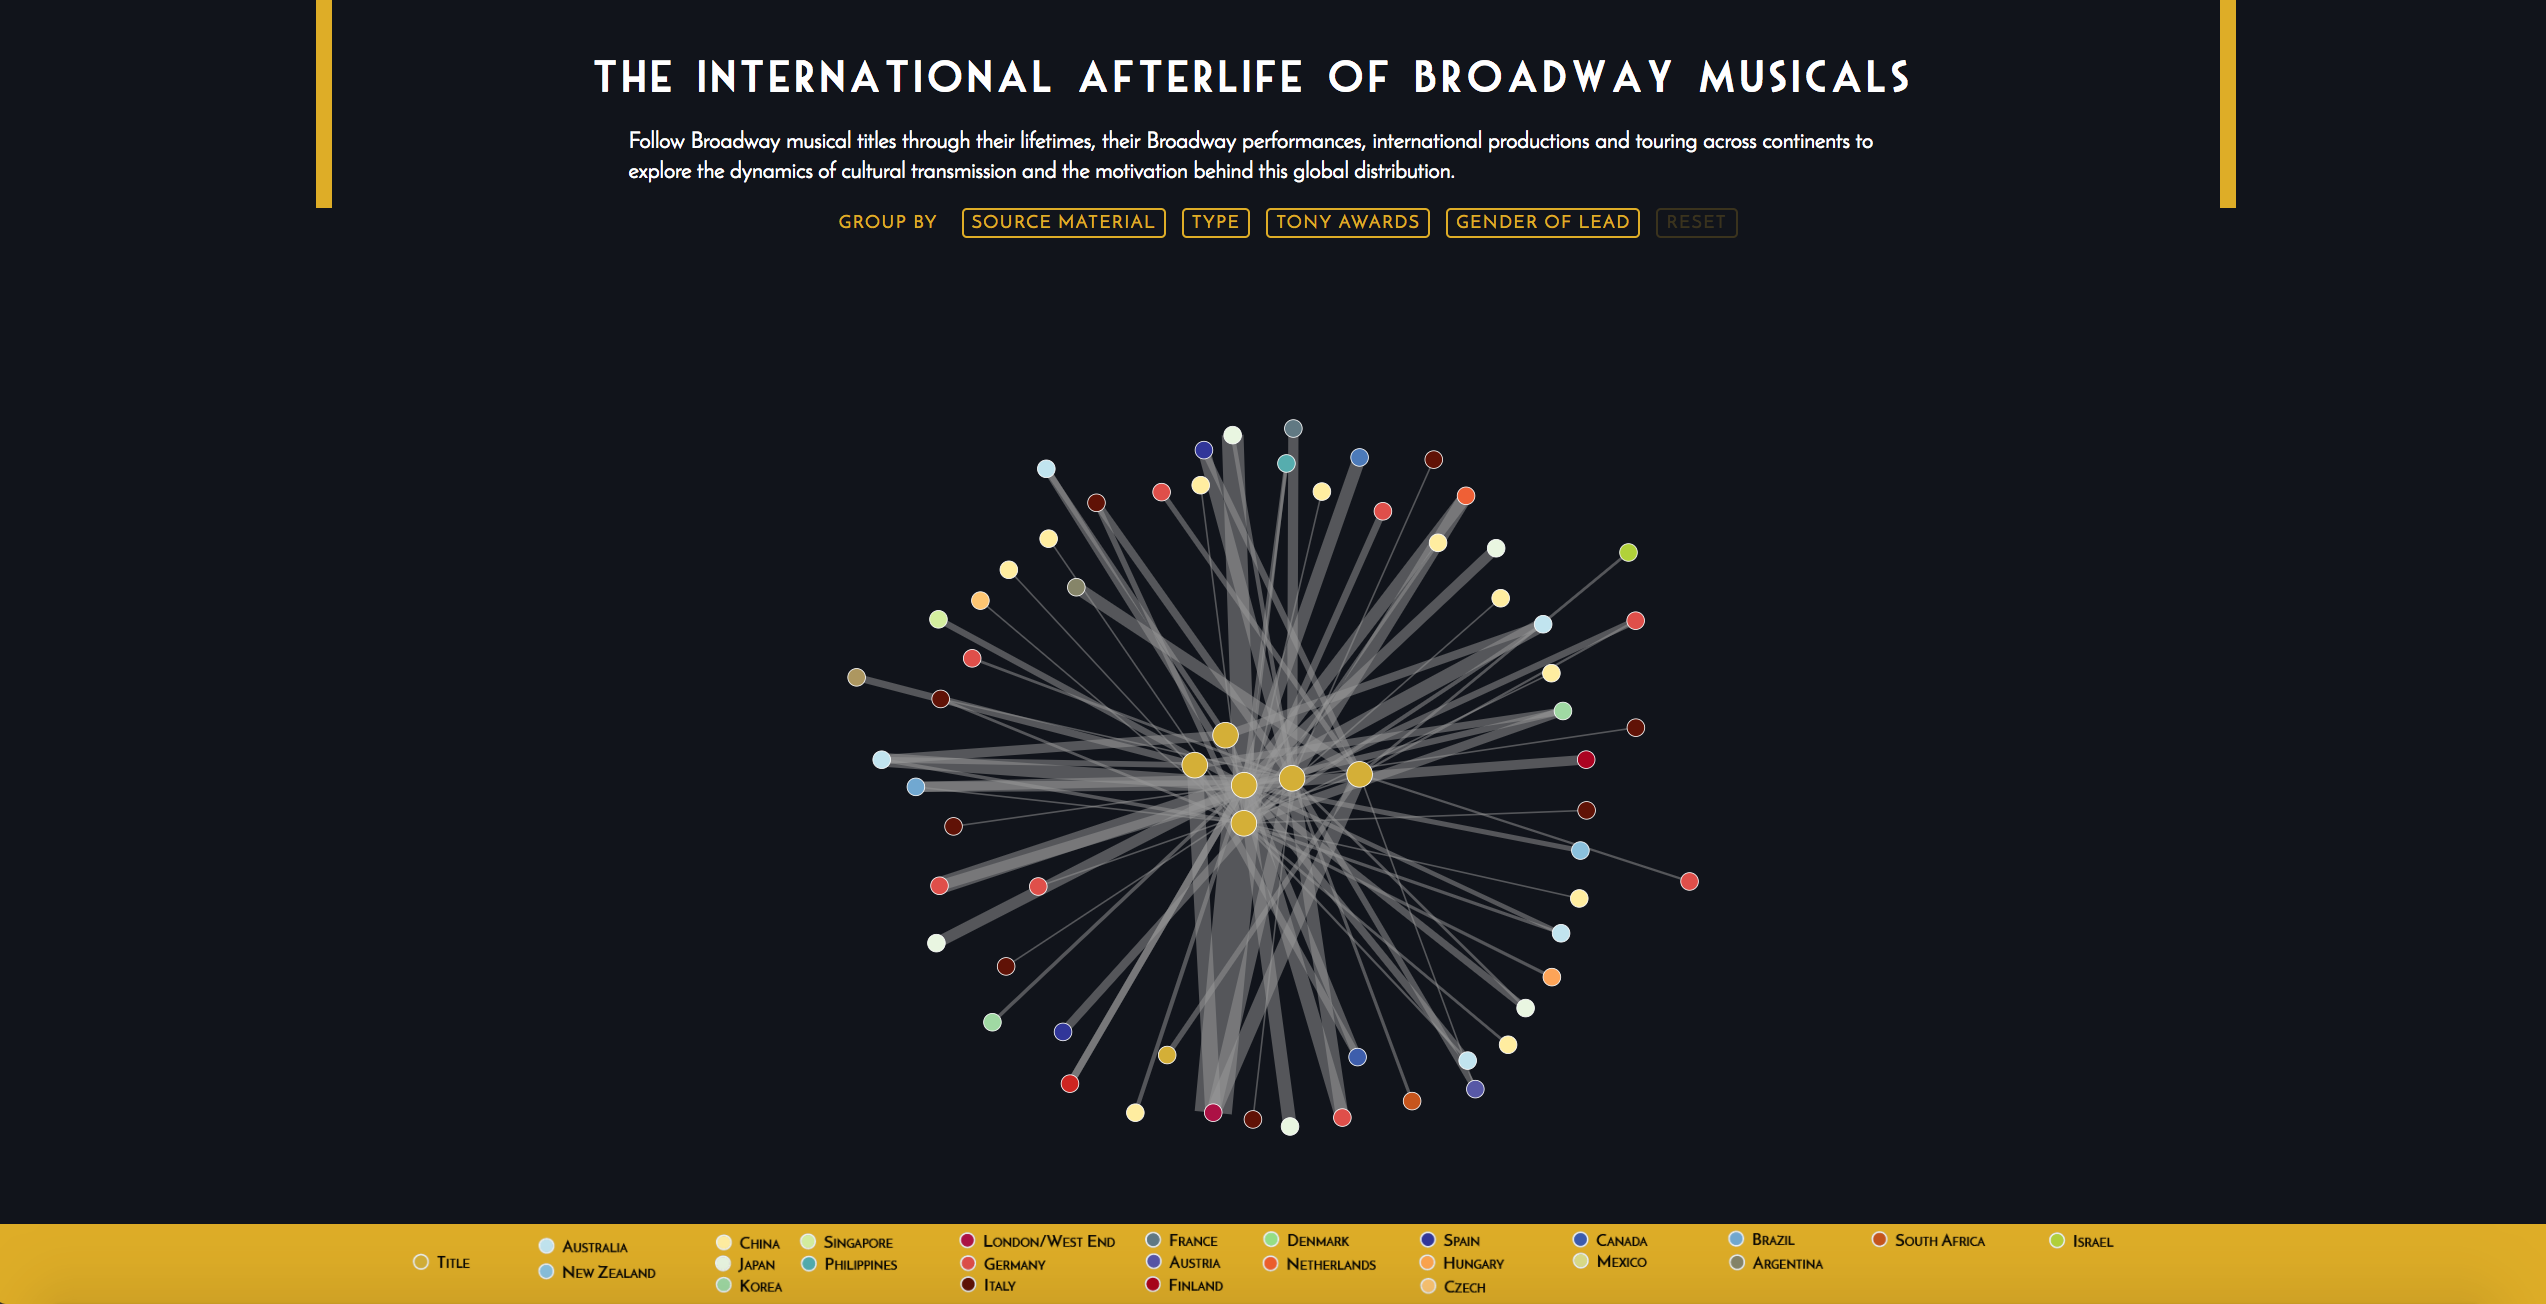 THE INTERNATIONAL AFTERLIFE OF BROADWAY MUSICALS
Follow Broadway musical titles through their lifetimes, their Broadway performances, international productions and touring across continents to
explore the dynamics of cultural transmission and the motivation behind this global distribution.
GROUP BY SOURCE MATERIAL TYPE TONY AWARDS GENDER OF LEAD RESET
TITLE
AUSTRALIA
NEW ZEALAND
CHINA
JAPAN
KOREA
SINGAPORE
PHILIPPINES
LONDON/WEST END
GERMANY
ITALY
FRANCE
AUSTRIA
FINLAND
DENMARK
NETHERLANDS
SPAIN
HUNGARY
CZECH
CANADA
MEXICO
BRAZIL
ARGENTINA
SOUTH AFRICA
ISRAEL